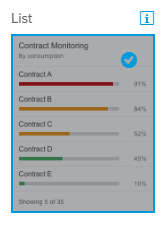 List
Contract Monitoring
By consumption
Contract A
91%
Contract B
84%
Contract C
52%
Contract D
45%
Contract E
10%
Showing 5 of 35